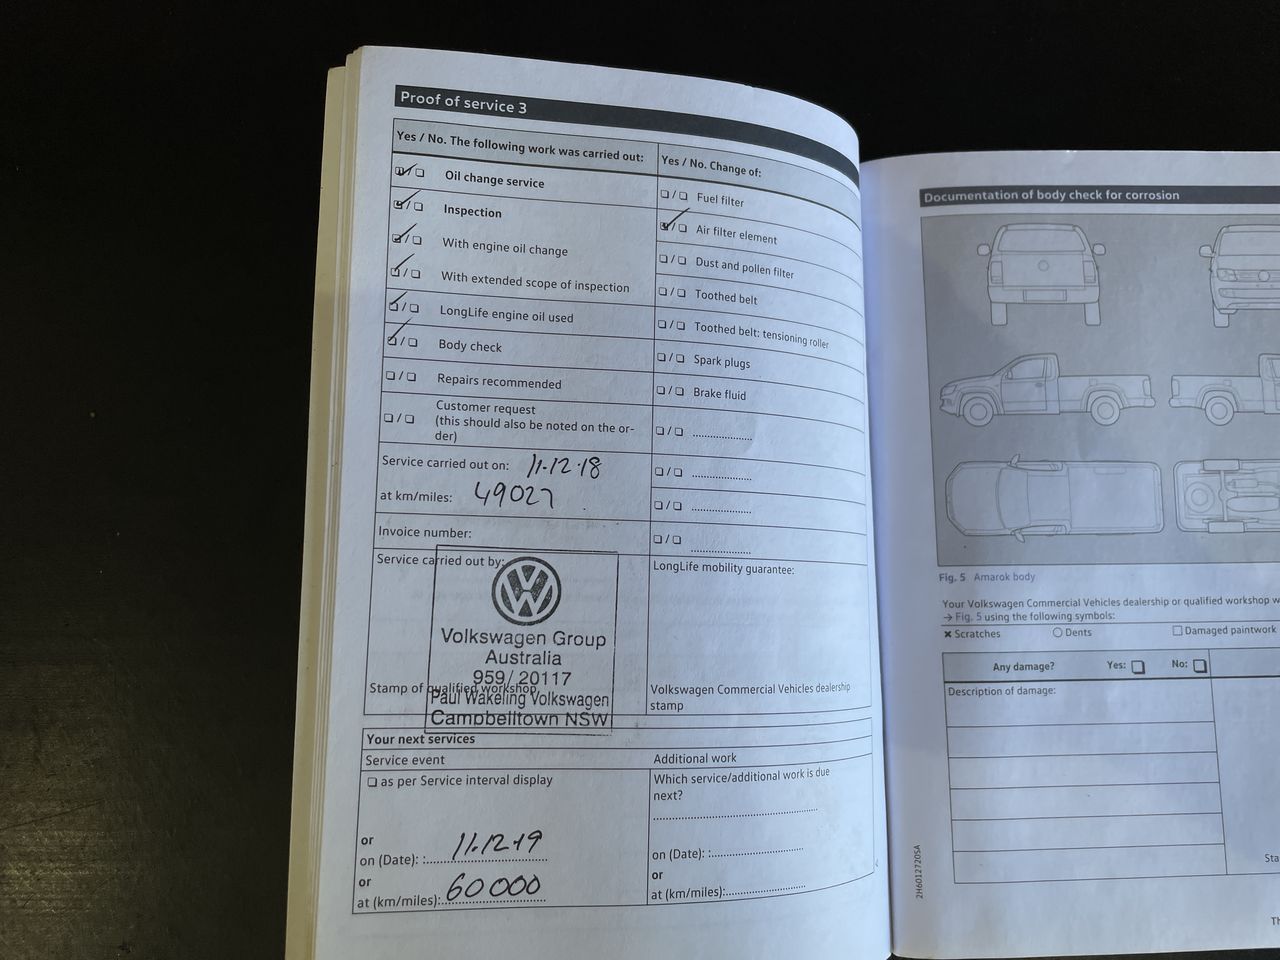 Proof of service 3
Yes / No. The following work was carried out:
Oil change service
Inspection
With engine oil change
With extended scope of inspection
LongLife engine oil used
Body check
Repairs recommended
Customer request
(this should also be noted on the or-
der)
Service carried out on: 11.12.18
at km/miles: 49027
Invoice number:
Service carried out by:
Volkswagen Group
Australia
959/ 20117
Paul Wakeling Volkswagen
Campbelltown NSW
Stamp of qualified workshop
Yes / No. Change of:
Fuel filter
Air filter element
Dust and pollen filter
Toothed belt
Toothed belt: tensioning roller
Spark plugs
Brake fluid
LongLife mobility guarantee:
Volkswagen Commercial Vehicles dealership
stamp
Your next services
Service event
as per Service interval display
or
on (Date): : 11.12.19
or
at (km/miles): 60000
Additional work
Which service/additional work is due
next?
on (Date): :
or
at (km/miles):
Documentation of body check for corrosion
Fig. 5 Amarok body
Your Volkswagen Commercial Vehicles dealership or qualified workshop w
→ Fig. 5 using the following symbols:
Scratches
Dents
Damaged paintwork
Any damage? Yes: No:
Description of damage:
Sta
2H6012720SA
Th